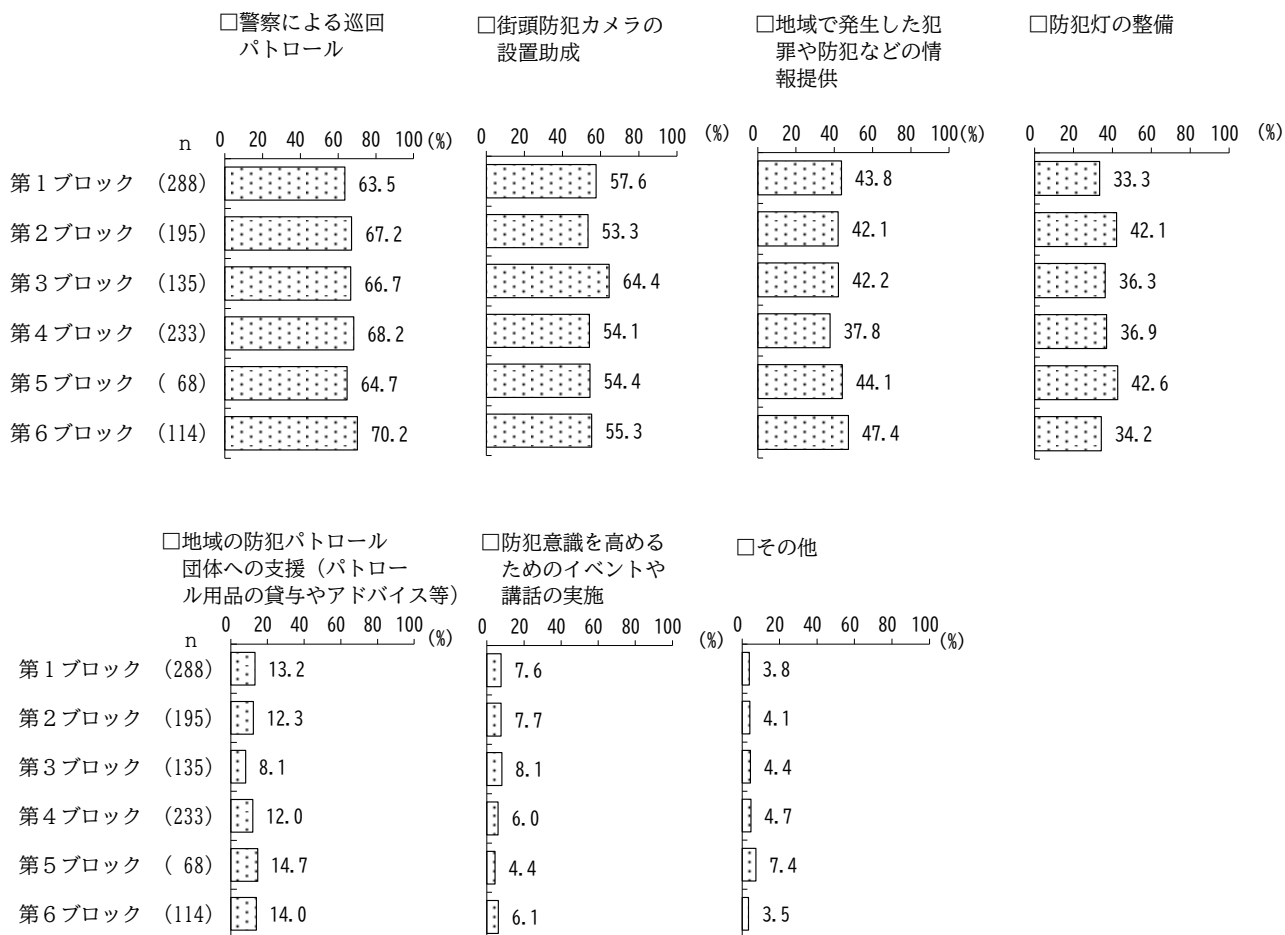 □警察による巡回
パトロール
□街頭防犯カメラの
設置助成
□地域で発生した犯
罪や防犯などの情
報提供
□防犯灯の整備
n 0 20 40 60 80 100(%) 0 20 40 60 80 100 (%) 0 20 40 60 80 100(%) 0 20 40 60 80 100 (%)
第1ブロック (288) 63.5 57.6 43.8 33.3
第2ブロック (195) 67.2 53.3 42.1 42.1
第3ブロック (135) 66.7 64.4 42.2 36.3
第4ブロック (233) 68.2 54.1 37.8 36.9
第5ブロック ( 68) 64.7 54.4 44.1 42.6
第6ブロック (114) 70.2 55.3 47.4 34.2
□地域の防犯パトロール
団体への支援（パトロー
ル用品の貸与やアドバイス等）
□防犯意識を高める
ためのイベントや
講話の実施
□その他
n 0 20 40 60 80 100 (%) 0 20 40 60 80 100 (%) 0 20 40 60 80 100 (%)
第1ブロック (288) 13.2 7.6 3.8
第2ブロック (195) 12.3 7.7 4.1
第3ブロック (135) 8.1 8.1 4.4
第4ブロック (233) 12.0 6.0 4.7
第5ブロック ( 68) 14.7 4.4 7.4
第6ブロック (114) 14.0 6.1 3.5